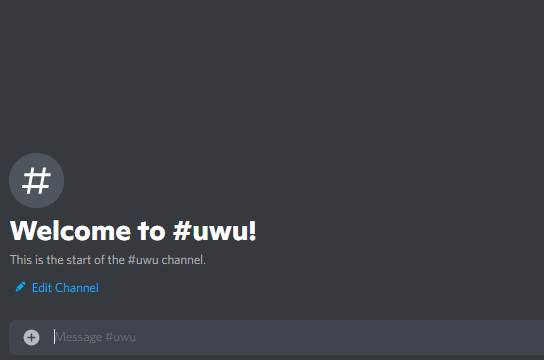 #
Welcome to #uwu!
This is the start of the #uwu channel.
Edit Channel
Message #uwu